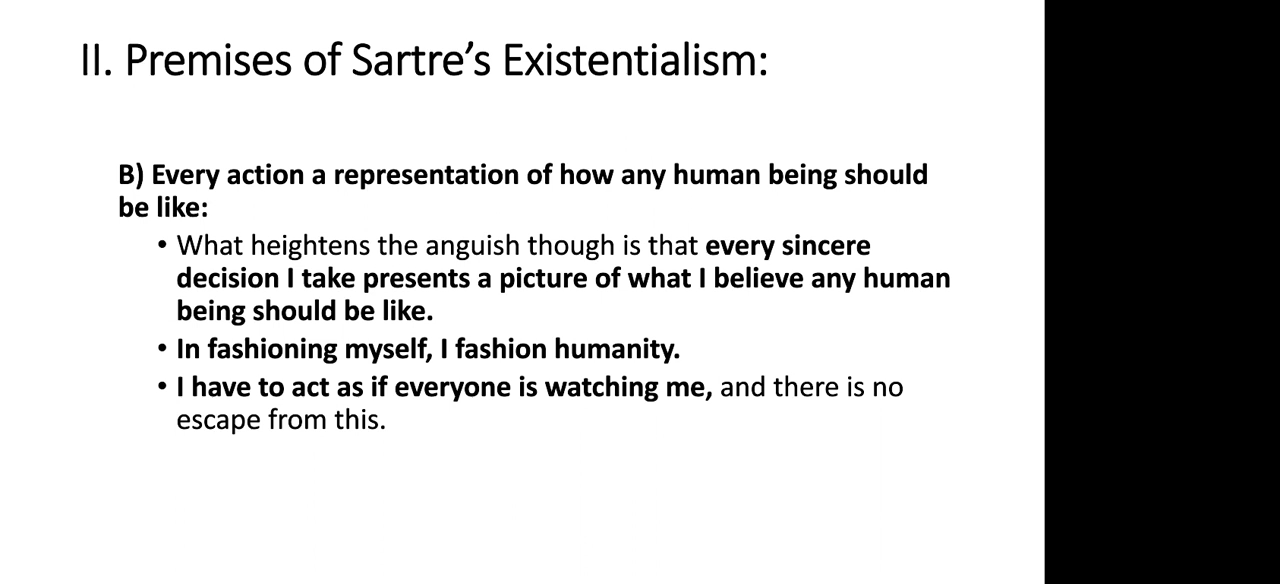 II. Premises of Sartre’s Existentialism:
B) Every action a representation of how any human being should
be like:
• What heightens the anguish though is that every sincere
decision I take presents a picture of what I believe any human
being should be like.
• In fashioning myself, I fashion humanity.
• I have to act as if everyone is watching me, and there is no
escape from this.